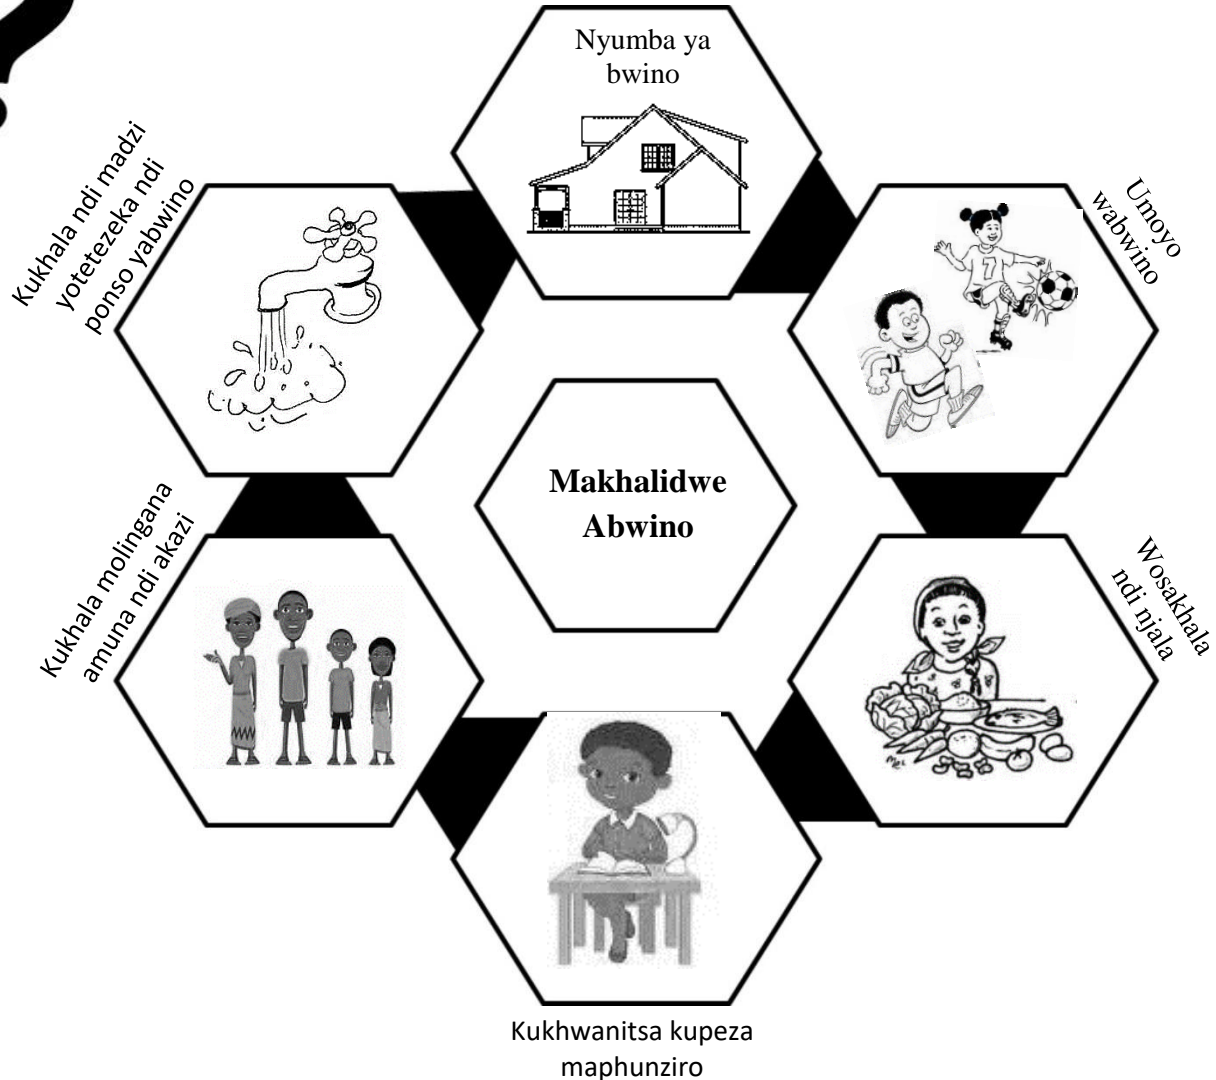 Nyumba ya
bwino
Umoyo
wabwino
Kukhala ndi madzi
yotetezeka ndi
ponso yabwino
Makhalidwe
Abwino
Wosakhala
ndi njala
Kukhala molingana
amuna ndi akazi
Kukhwanitsa kupeza
maphunziro